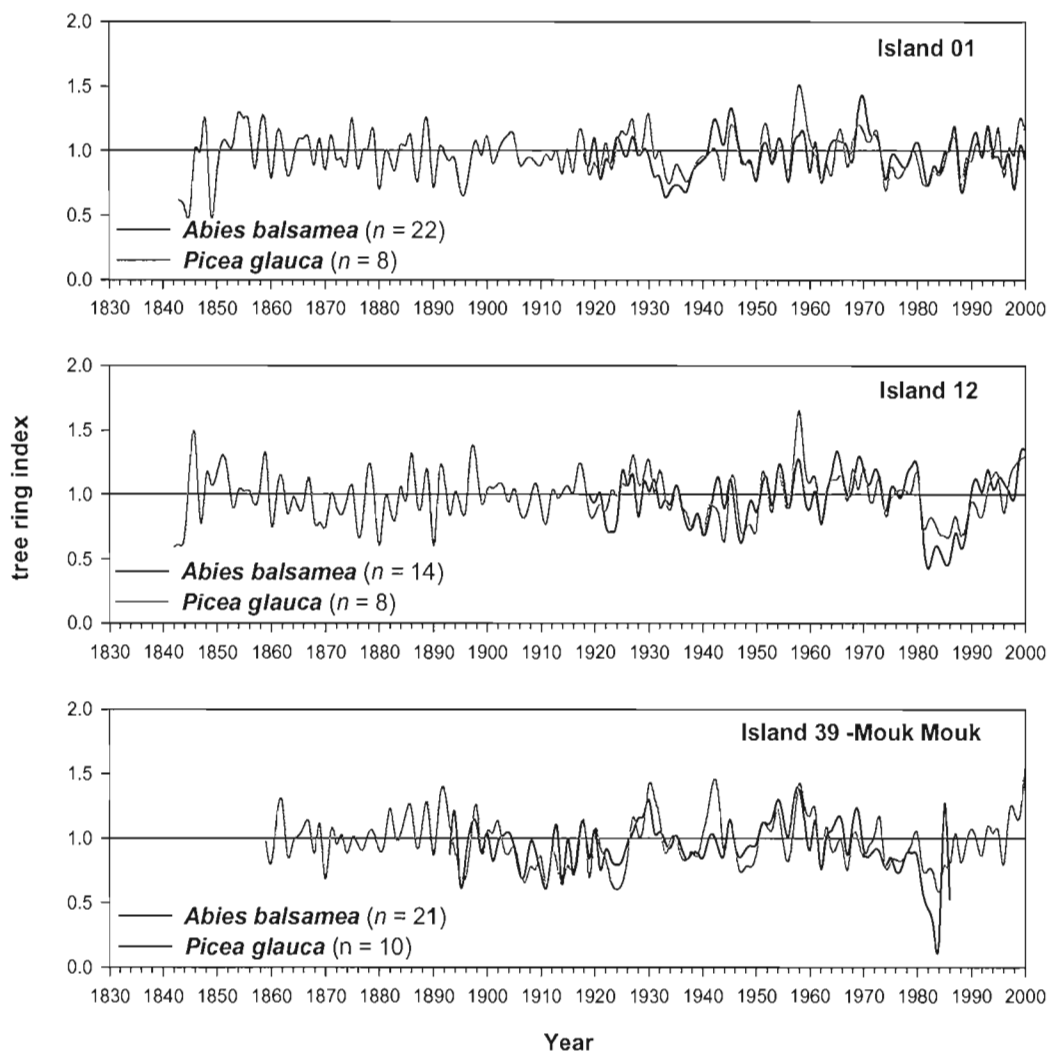 tree ring index
2.0
Island 01
1.5
1.0
0.5
Abies balsamea (n = 22)
Picea glauca (n = 8)
0.0
1830 1840 1850 1860 1870 1880 1890 1900 1910 1920 1930 1940 1950 1960 1970 1980 1990 2000
2.0
Island 12
1.5
1.0
0.5
Abies balsamea (n = 14)
Picea glauca (n = 8)
0.0
1830 1840 1850 1860 1870 1880 1890 1900 1910 1920 1930 1940 1950 1960 1970 1980 1990 2000
2.0
Island 39 -Mouk Mouk
1.5
1.0
0.5
Abies balsamea (n = 21)
Picea glauca (n = 10)
0.0
1830 1840 1850 1860 1870 1880 1890 1900 1910 1920 1930 1940 1950 1960 1970 1980 1990 2000
Year